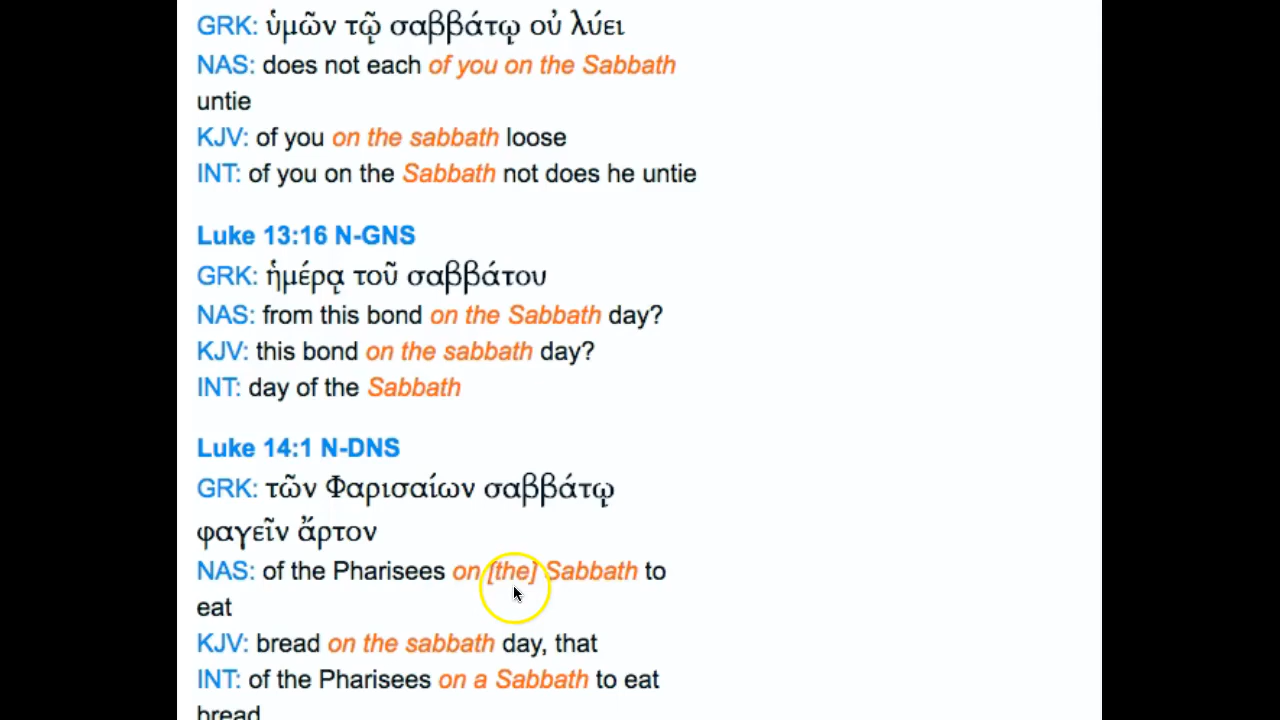 GRK: ὑμῶν τῷ σαββάτῳ οὐ λύει
NAS: does not each of you on the Sabbath
untie
KJV: of you on the sabbath loose
INT: of you on the Sabbath not does he untie
Luke 13:16 N-GNS
GRK: ἡμέρᾳ τοῦ σαββάτου
NAS: from this bond on the Sabbath day?
KJV: this bond on the sabbath day?
INT: day of the Sabbath
Luke 14:1 N-DNS
GRK: τῶν Φαρισαίων σαββάτῳ
φαγεῖν ἄρτον
NAS: of the Pharisees on [the] Sabbath to
eat
KJV: bread on the sabbath day, that
INT: of the Pharisees on a Sabbath to eat
bread